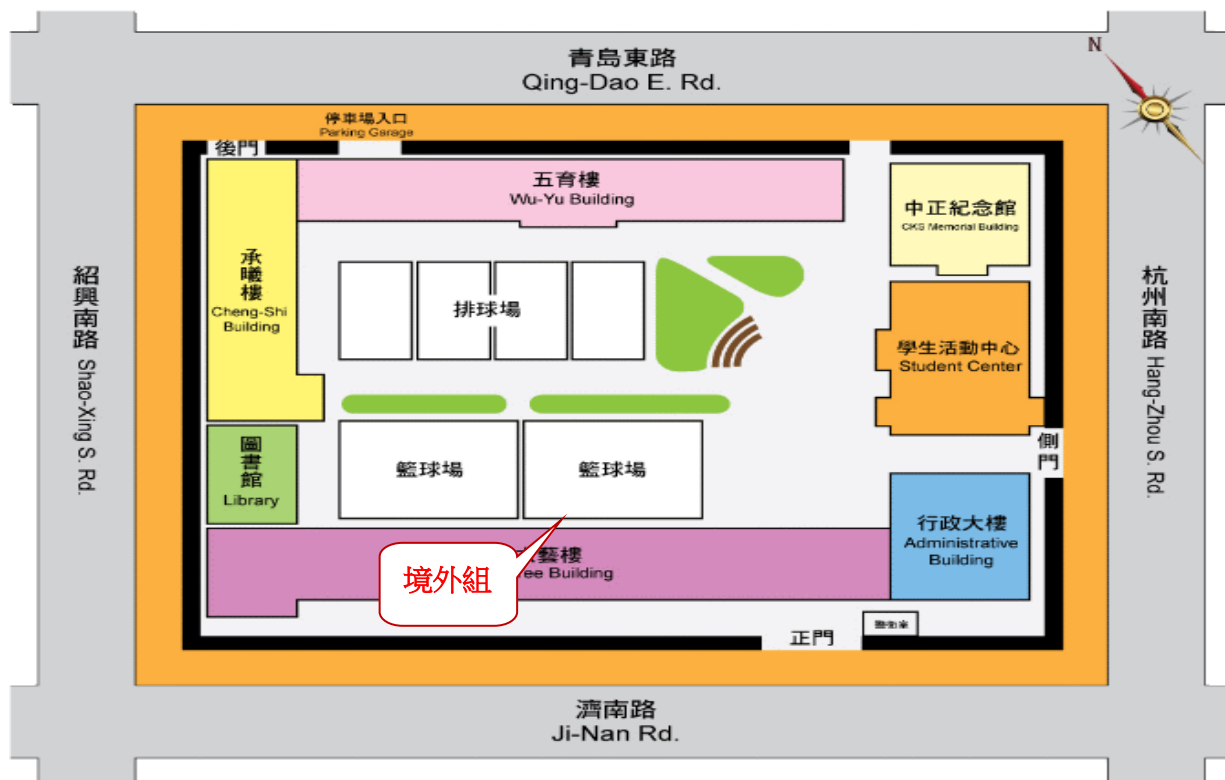 青島東路
Qing-Dao E. Rd.
N
停車場入口
Parking Garage
後門
五育樓
Wu-Yu Building
中正紀念館
CKS Memorial Building
承曦樓
Cheng-Shi
Building
排球場
紹興南路 Shao-Xing S. Rd.
杭州南路 Hang-Zhou S. Rd.
學生活動中心
Student Center
側門
圖書館
Library
籃球場
籃球場
行政大樓
Administrative
Building
藝樓
Building
境外組
正門
警衛室
濟南路
Ji-Nan Rd.